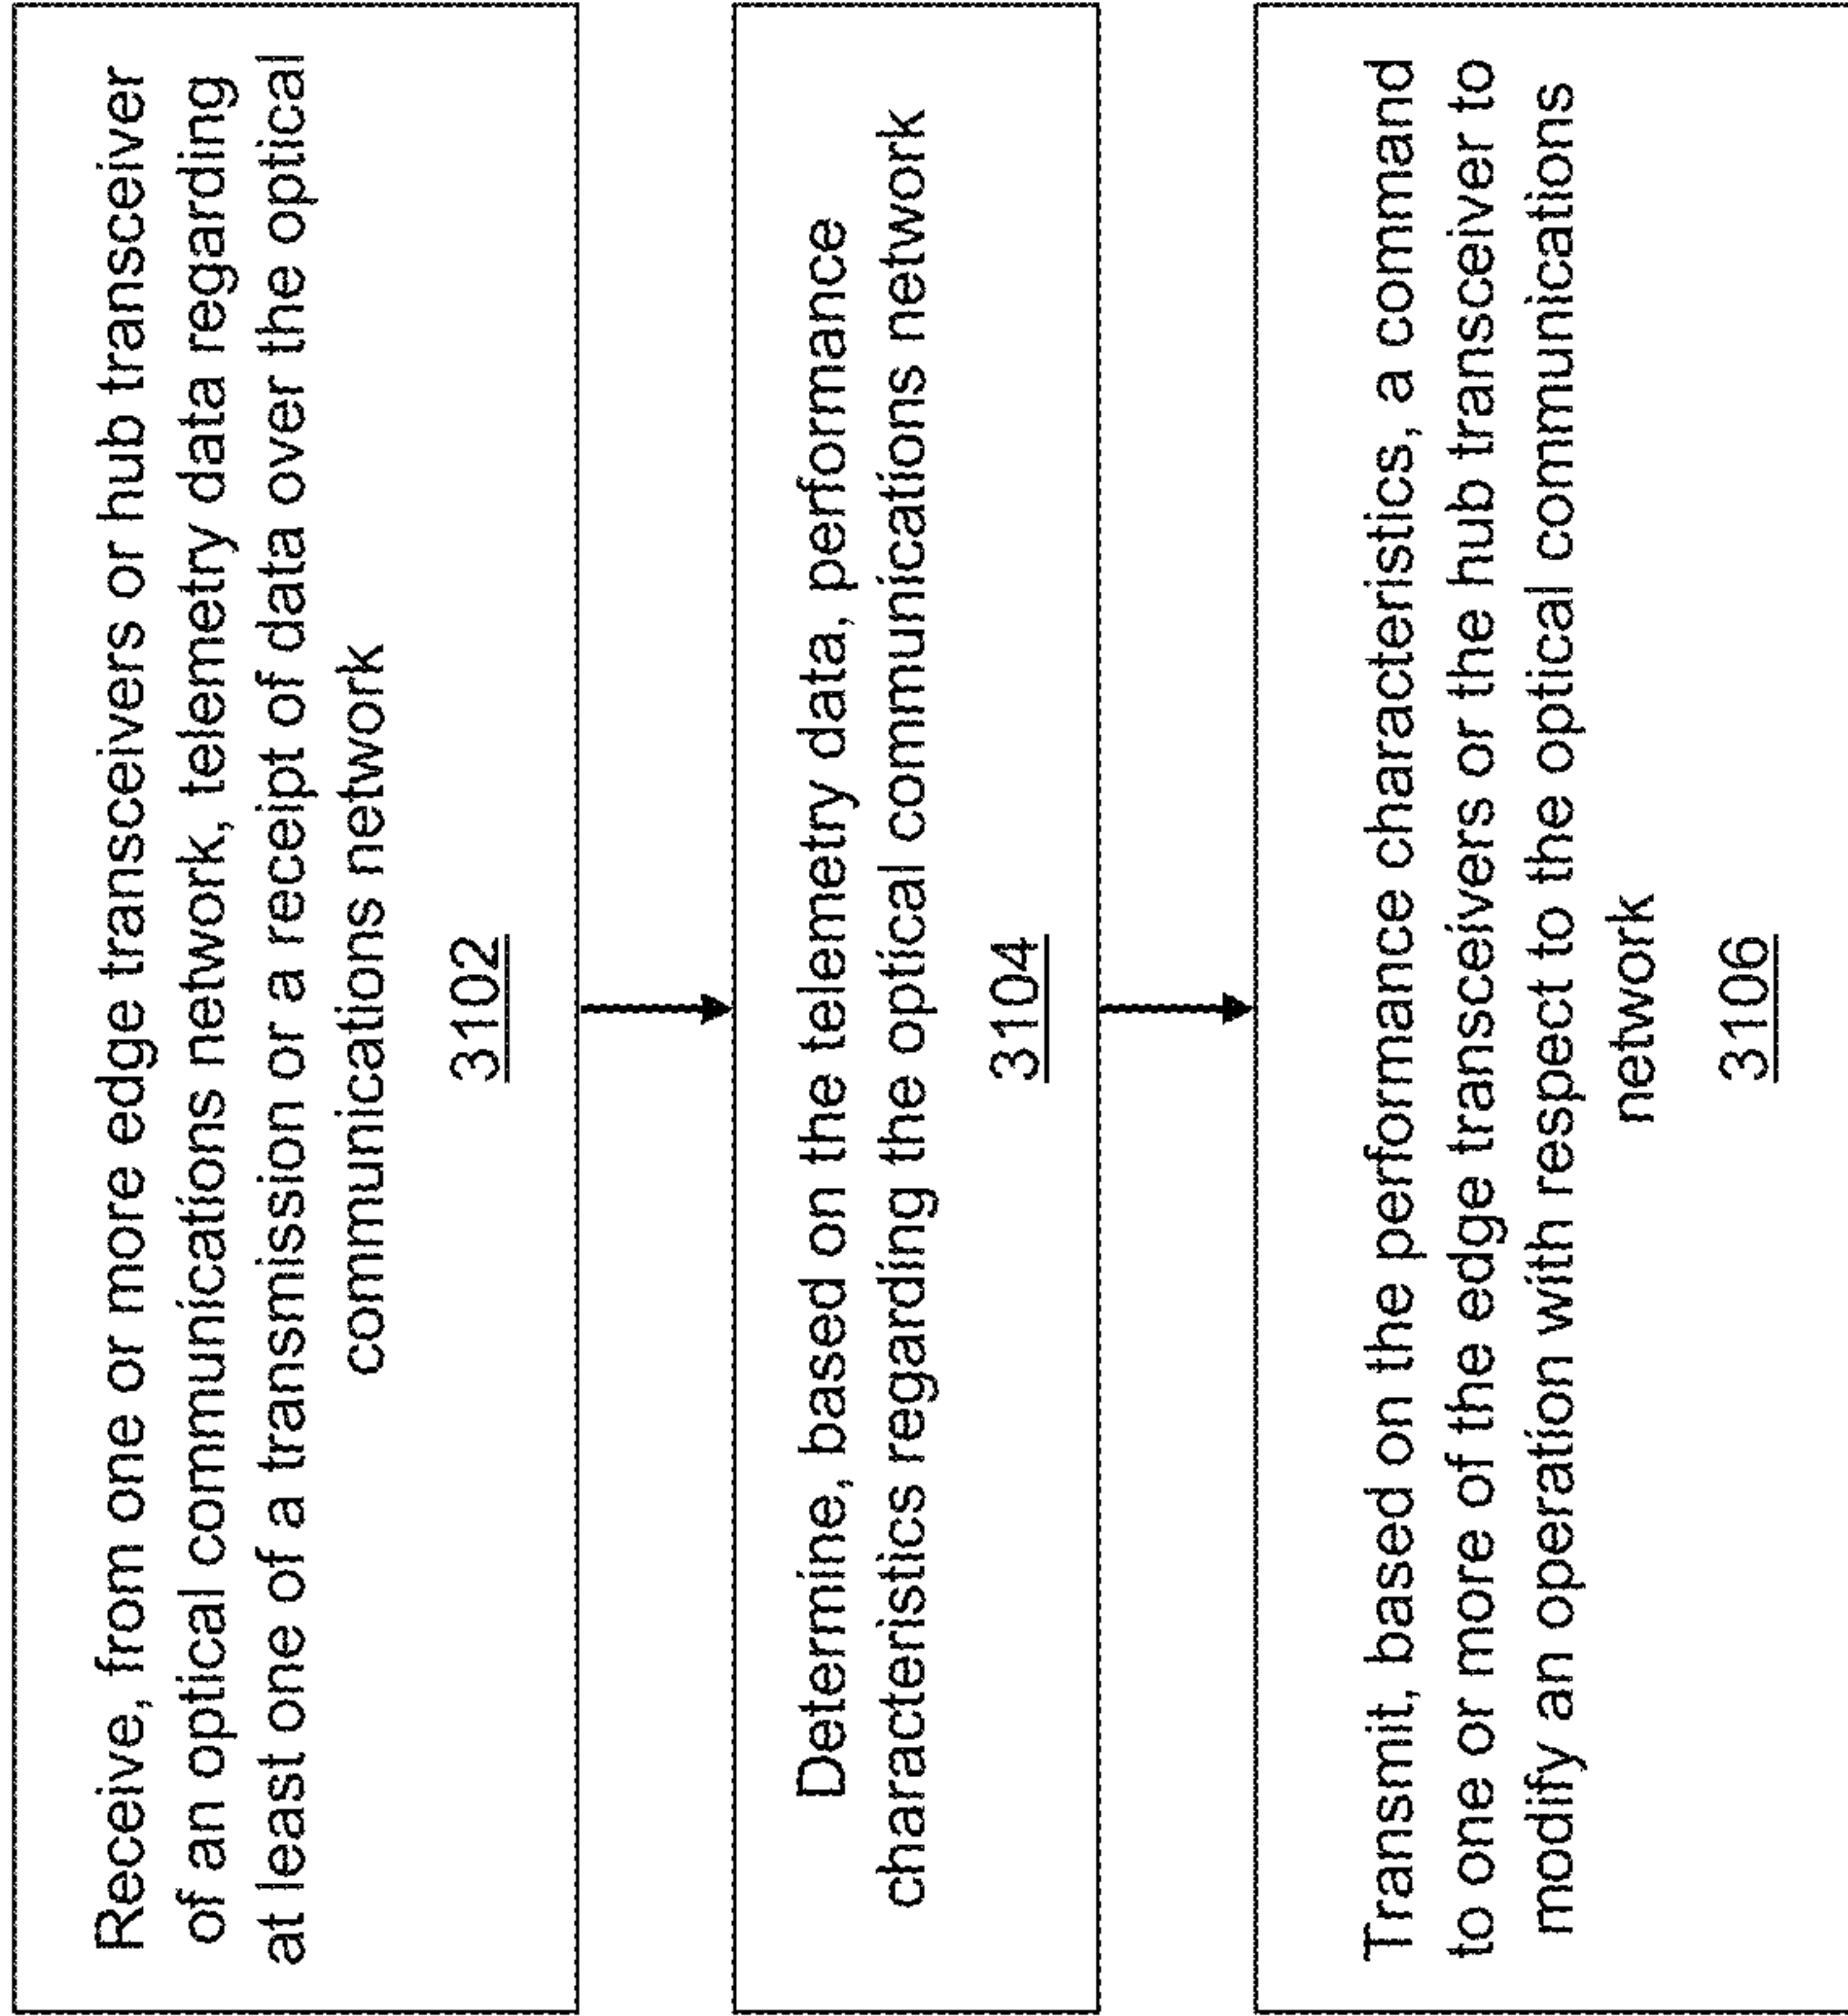 Receive, from one or more edge transceivers or hub transceiver
of an optical communications network, telemetry data regarding
at least one of a transmission or a receipt of data over the optical
communications network
3102
Determine, based on the telemetry data, performance
characteristics regarding the optical communications network
3104
Transmit, based on the performance characteristics, a command
to one or more of the edge transceivers or the hub transceiver to
modify an operation with respect to the optical communications
network
3106